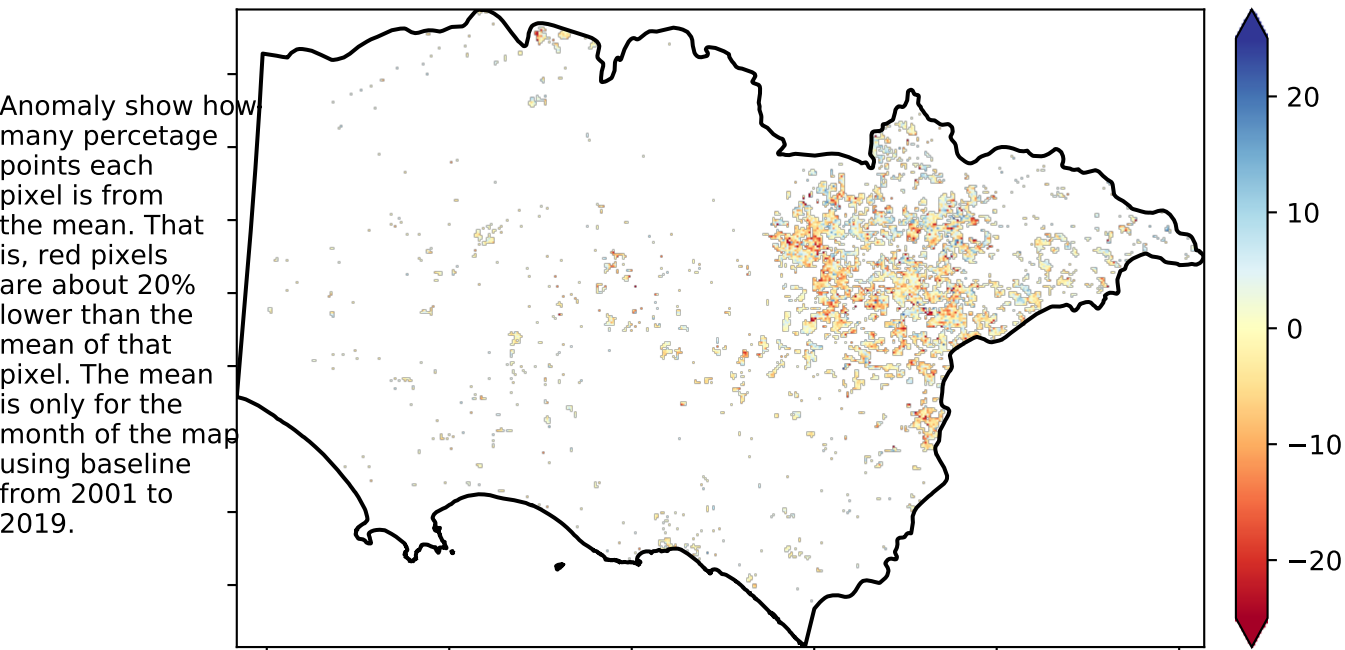 Anomaly show how
many percetage
points each
pixel is from
the mean. That
is, red pixels
are about 20%
lower than the
mean of that
pixel. The mean
is only for the
month of the map
using baseline
from 2001 to
2019.
20
10
0
−10
−20